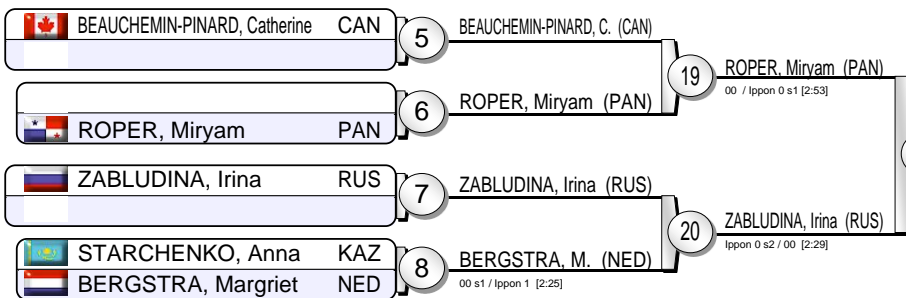 BEAUCHEMIN-PINARD, Catherine CAN
5
BEAUCHEMIN-PINARD, C. (CAN)
ROPER, Miryam PAN
6
ROPER, Miryam (PAN)
19
ROPER, Miryam (PAN)
00 / Ippon 0 s1 [2:53]
ZABLUDINA, Irina RUS
7
ZABLUDINA, Irina (RUS)
STARCHENKO, Anna KAZ
BERGSTRA, Margriet NED
8
BERGSTRA, M. (NED)
00 s1 / Ippon 1 [2:25]
20
ZABLUDINA, Irina (RUS)
Ippon 0 s2 / 00 [2:29]